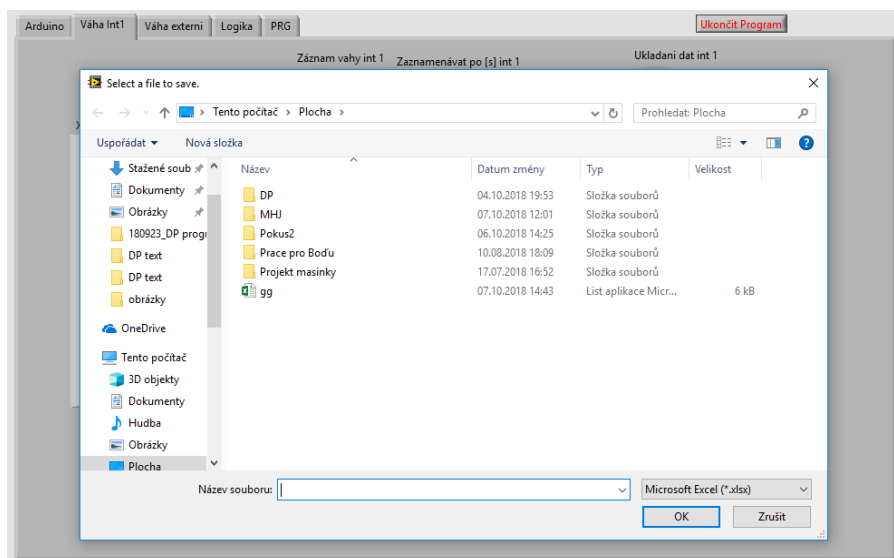 Arduino Váha Int1 Váha externi Logika PRG Ukončit Program
Záznam vahy int 1 Zaznamenávat po [s] int 1 Ukladani dat int 1
Select a file to save.
Tento počítač Plocha Prohledat: Plocha
Uspořádat Nová složka
Název Datum změny Typ Velikost
Stažené soub
Dokumenty
Obrázky
180923_DP progr
DP text
DP text
obrázky
OneDrive
Tento počítač
3D objekty
Dokumenty
Hudba
Obrázky
Plocha
DP 04.10.2018 19:53 Složka souborů
MHJ 07.10.2018 12:01 Složka souborů
Pokus2 06.10.2018 14:25 Složka souborů
Prace pro Boďu 10.08.2018 18:09 Složka souborů
Projekt masinky 17.07.2018 16:52 Složka souborů
gg 07.10.2018 14:43 List aplikace Micr... 6 kB
Název souboru: Microsoft Excel (*.xlsx)
OK Zrušit